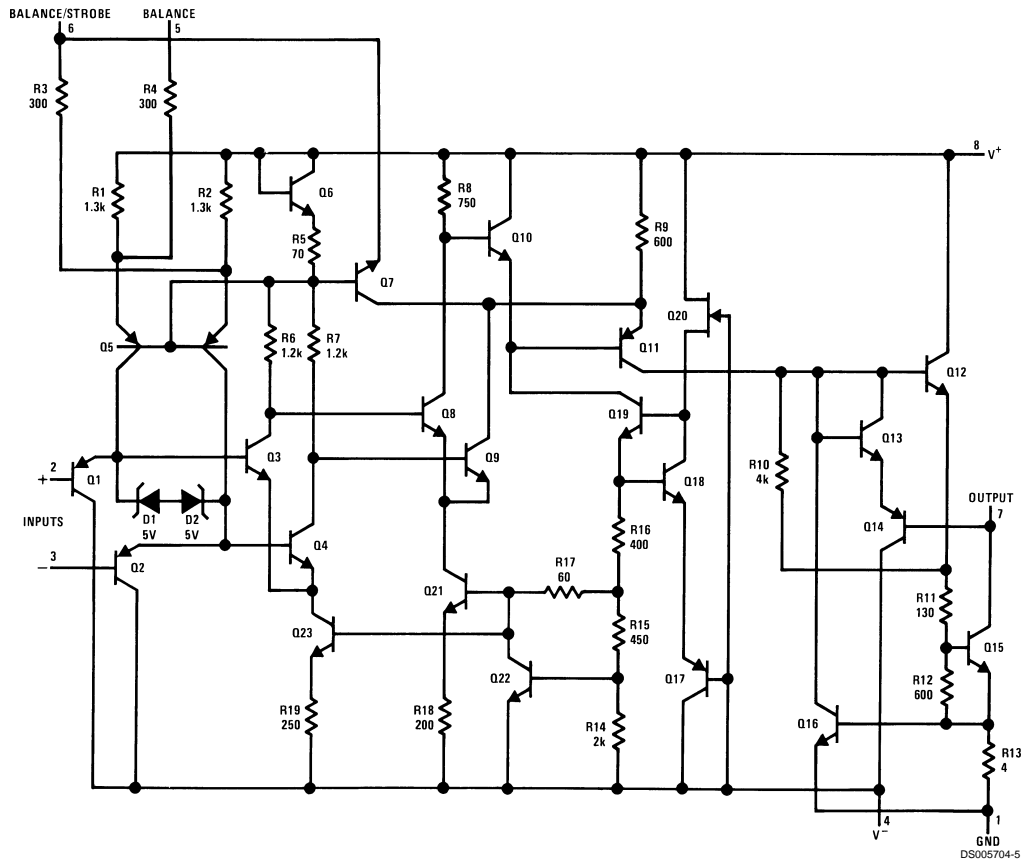 BALANCE/STROBE BALANCE
6 5
R3
300
R4
300
8 V+
R1
1.3k
R2
1.3k
Q6
R8
750
Q10
R9
600
R5
70
Q7
Q20
Q5
R6
1.2k
R7
1.2k
Q11
Q12
Q8
Q19
Q13
2
+
Q1
Q3
Q9
Q18
R10
4k
INPUTS
D1
5V
D2
5V
OUTPUT
7
Q14
3
−
Q2
Q4
R16
400
R17
60
Q21
R11
130
Q23
R15
450
Q15
Q22
Q17
R12
600
R19
250
R18
200
R14
2k
Q16
R13
4
4
V−
1
GND
DS005704-5